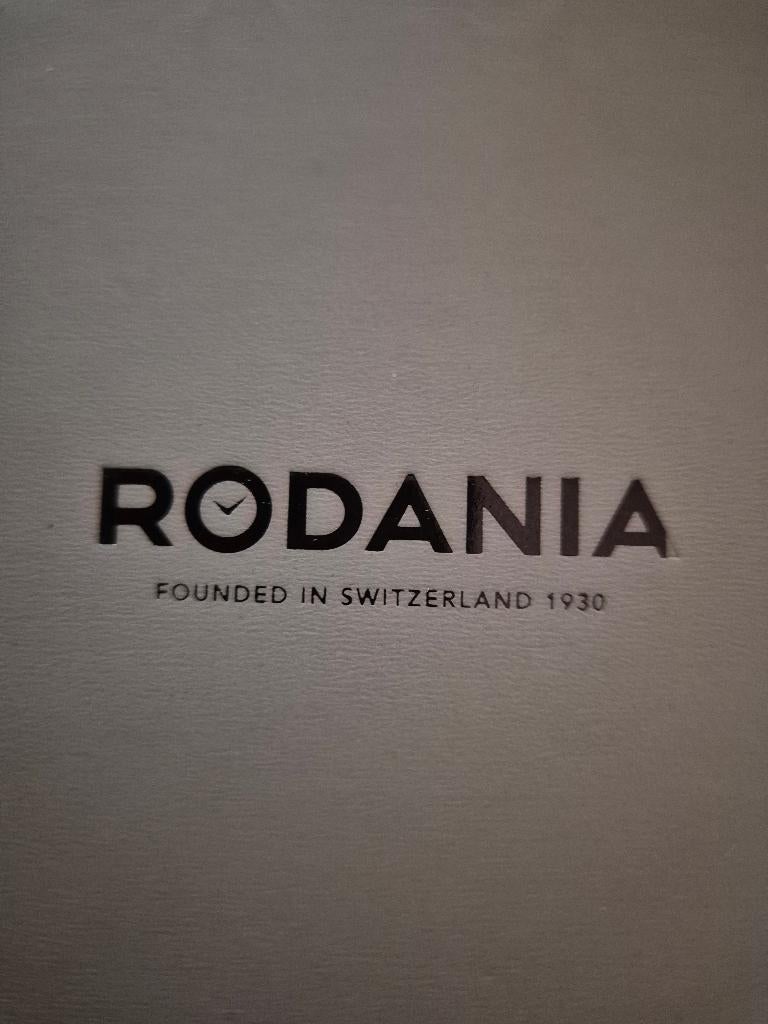 RODANIA
FOUNDED IN SWITZERLAND 1930